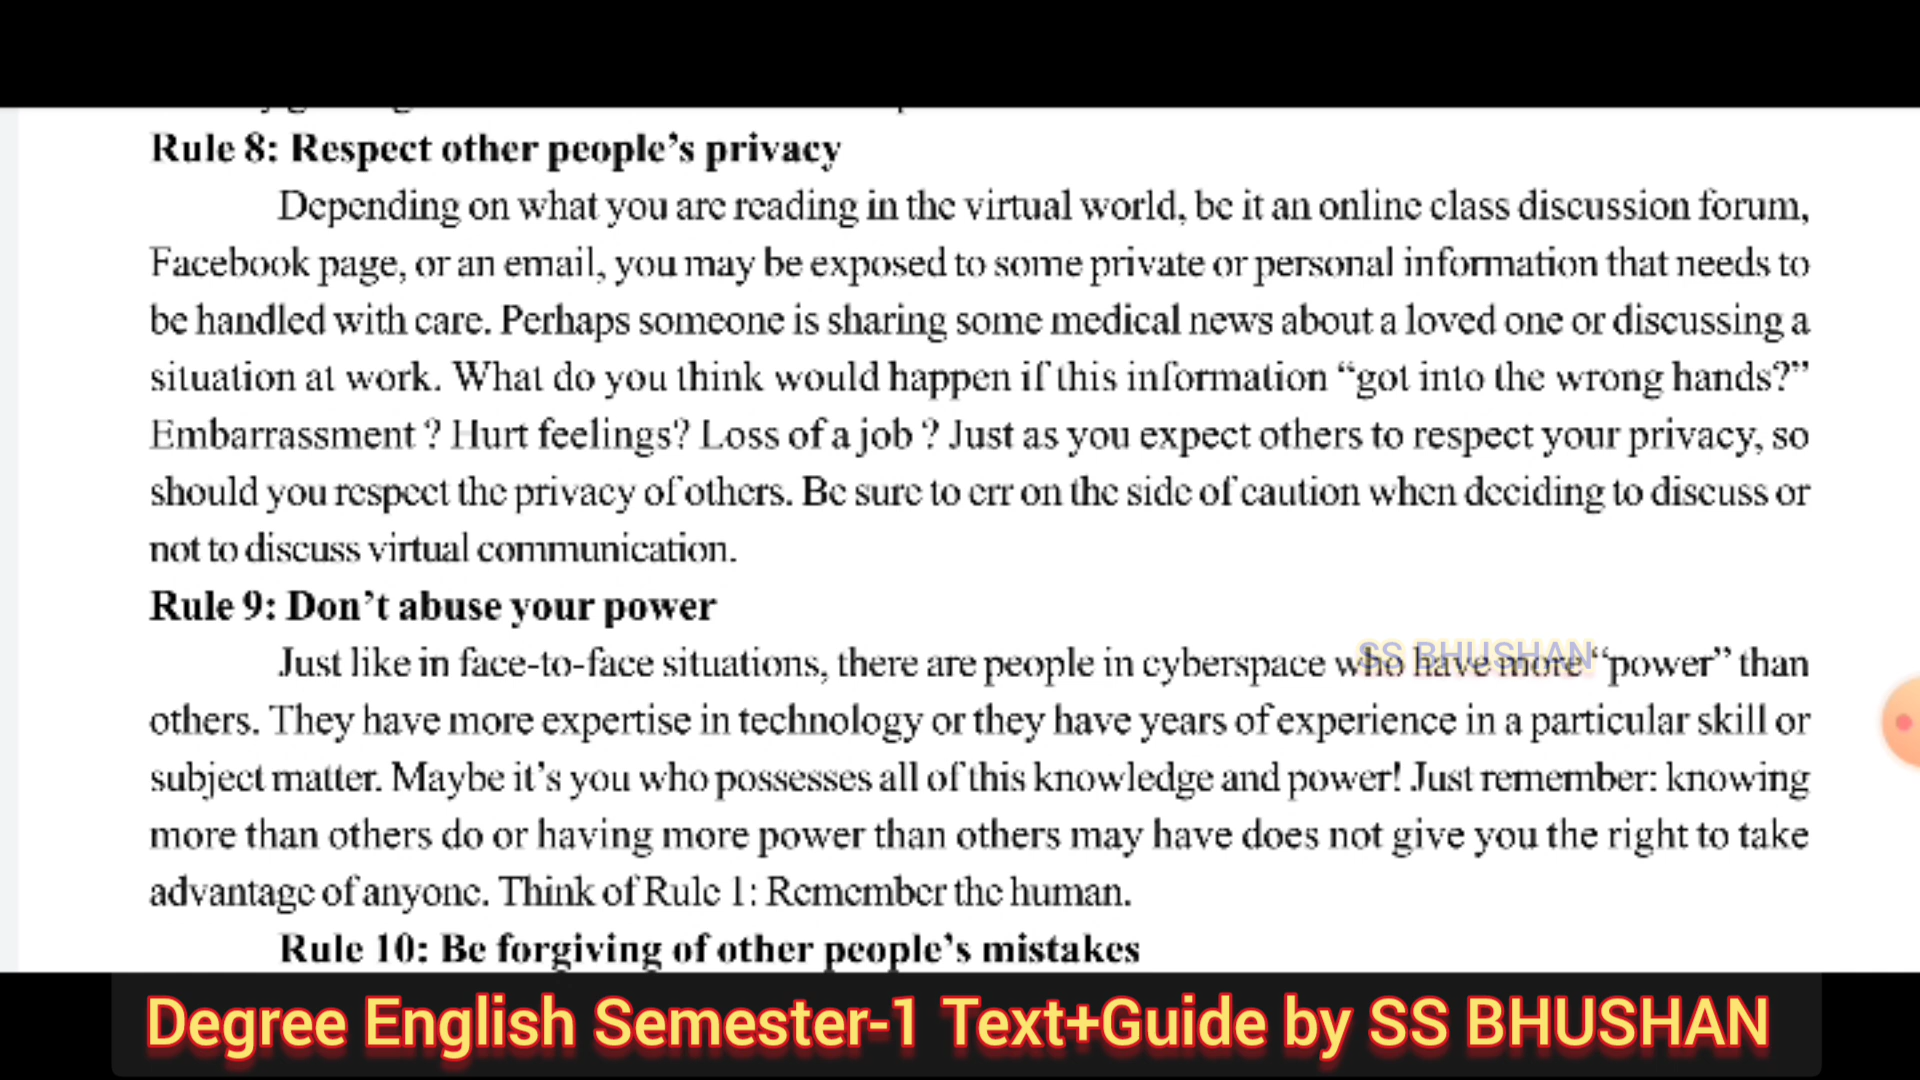 Rule 8: Respect other people’s privacy
Depending on what you are reading in the virtual world, be it an online class discussion forum,
Facebook page, or an email, you may be exposed to some private or personal information that needs to
be handled with care. Perhaps someone is sharing some medical news about a loved one or discussing a
situation at work. What do you think would happen if this information “got into the wrong hands?”
Embarrassment ? Hurt feelings? Loss of a job ? Just as you expect others to respect your privacy, so
should you respect the privacy of others. Be sure to err on the side of caution when deciding to discuss or
not to discuss virtual communication.
Rule 9: Don’t abuse your power
Just like in face-to-face situations, there are people in cyberspace who have more “power” than
SS BHUSHAN
others. They have more expertise in technology or they have years of experience in a particular skill or
subject matter. Maybe it’s you who possesses all of this knowledge and power! Just remember: knowing
more than others do or having more power than others may have does not give you the right to take
advantage of anyone. Think of Rule 1: Remember the human.
Rule 10: Be forgiving of other people’s mistakes
Degree English Semester-1 Text+Guide by SS BHUSHAN